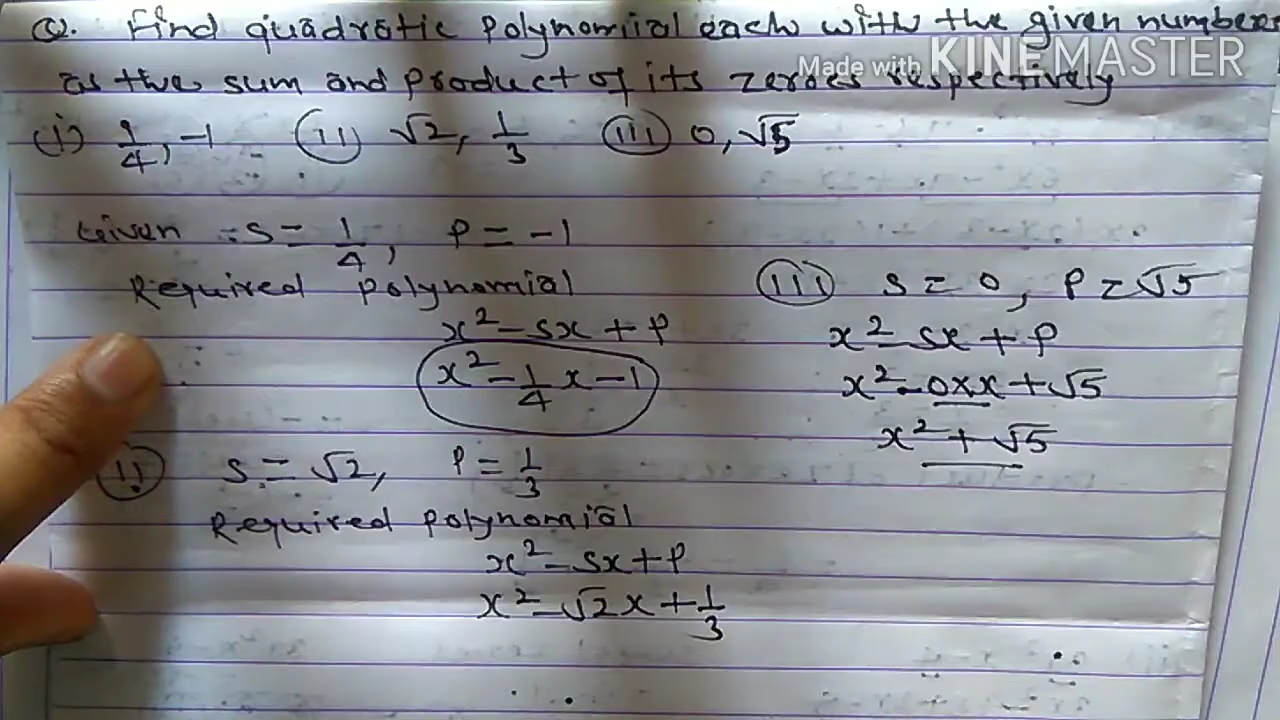 Q. Find quadratic polynomiial each with the given number
as the sum and product of its zeroes respectively
Made with KINEMASTER
(i) 1/4, -1 (ii) √2, 1/3 (iii) 0, √5
Given :- S = 1/4, P = -1
Required polynomial
x² - Sx + P
x² - 1/4 x - 1
(ii) S = √2, P = 1/3
Required polynomial
x² - Sx + P
x² - √2x + 1/3
(iii) S = 0, P = √5
x² - Sx + P
x² - 0×x + √5
x² + √5